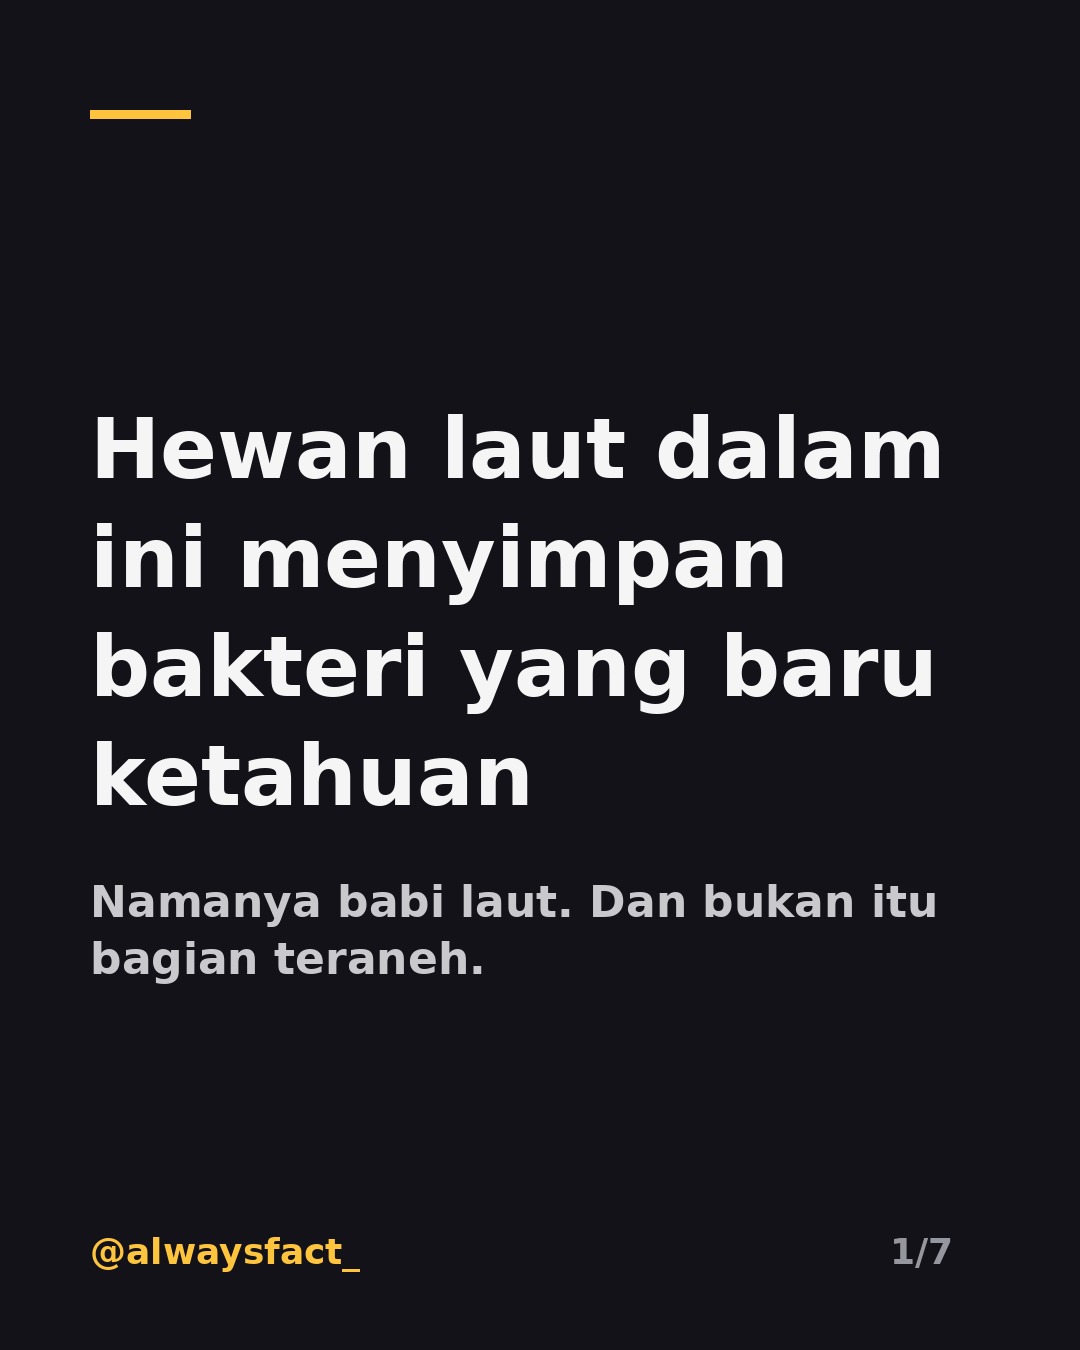 Hewan laut dalam
ini menyimpan
bakteri yang baru
ketahuan
Namanya babi laut. Dan bukan itu
bagian teraneh.
@alwaysfact_
1/7